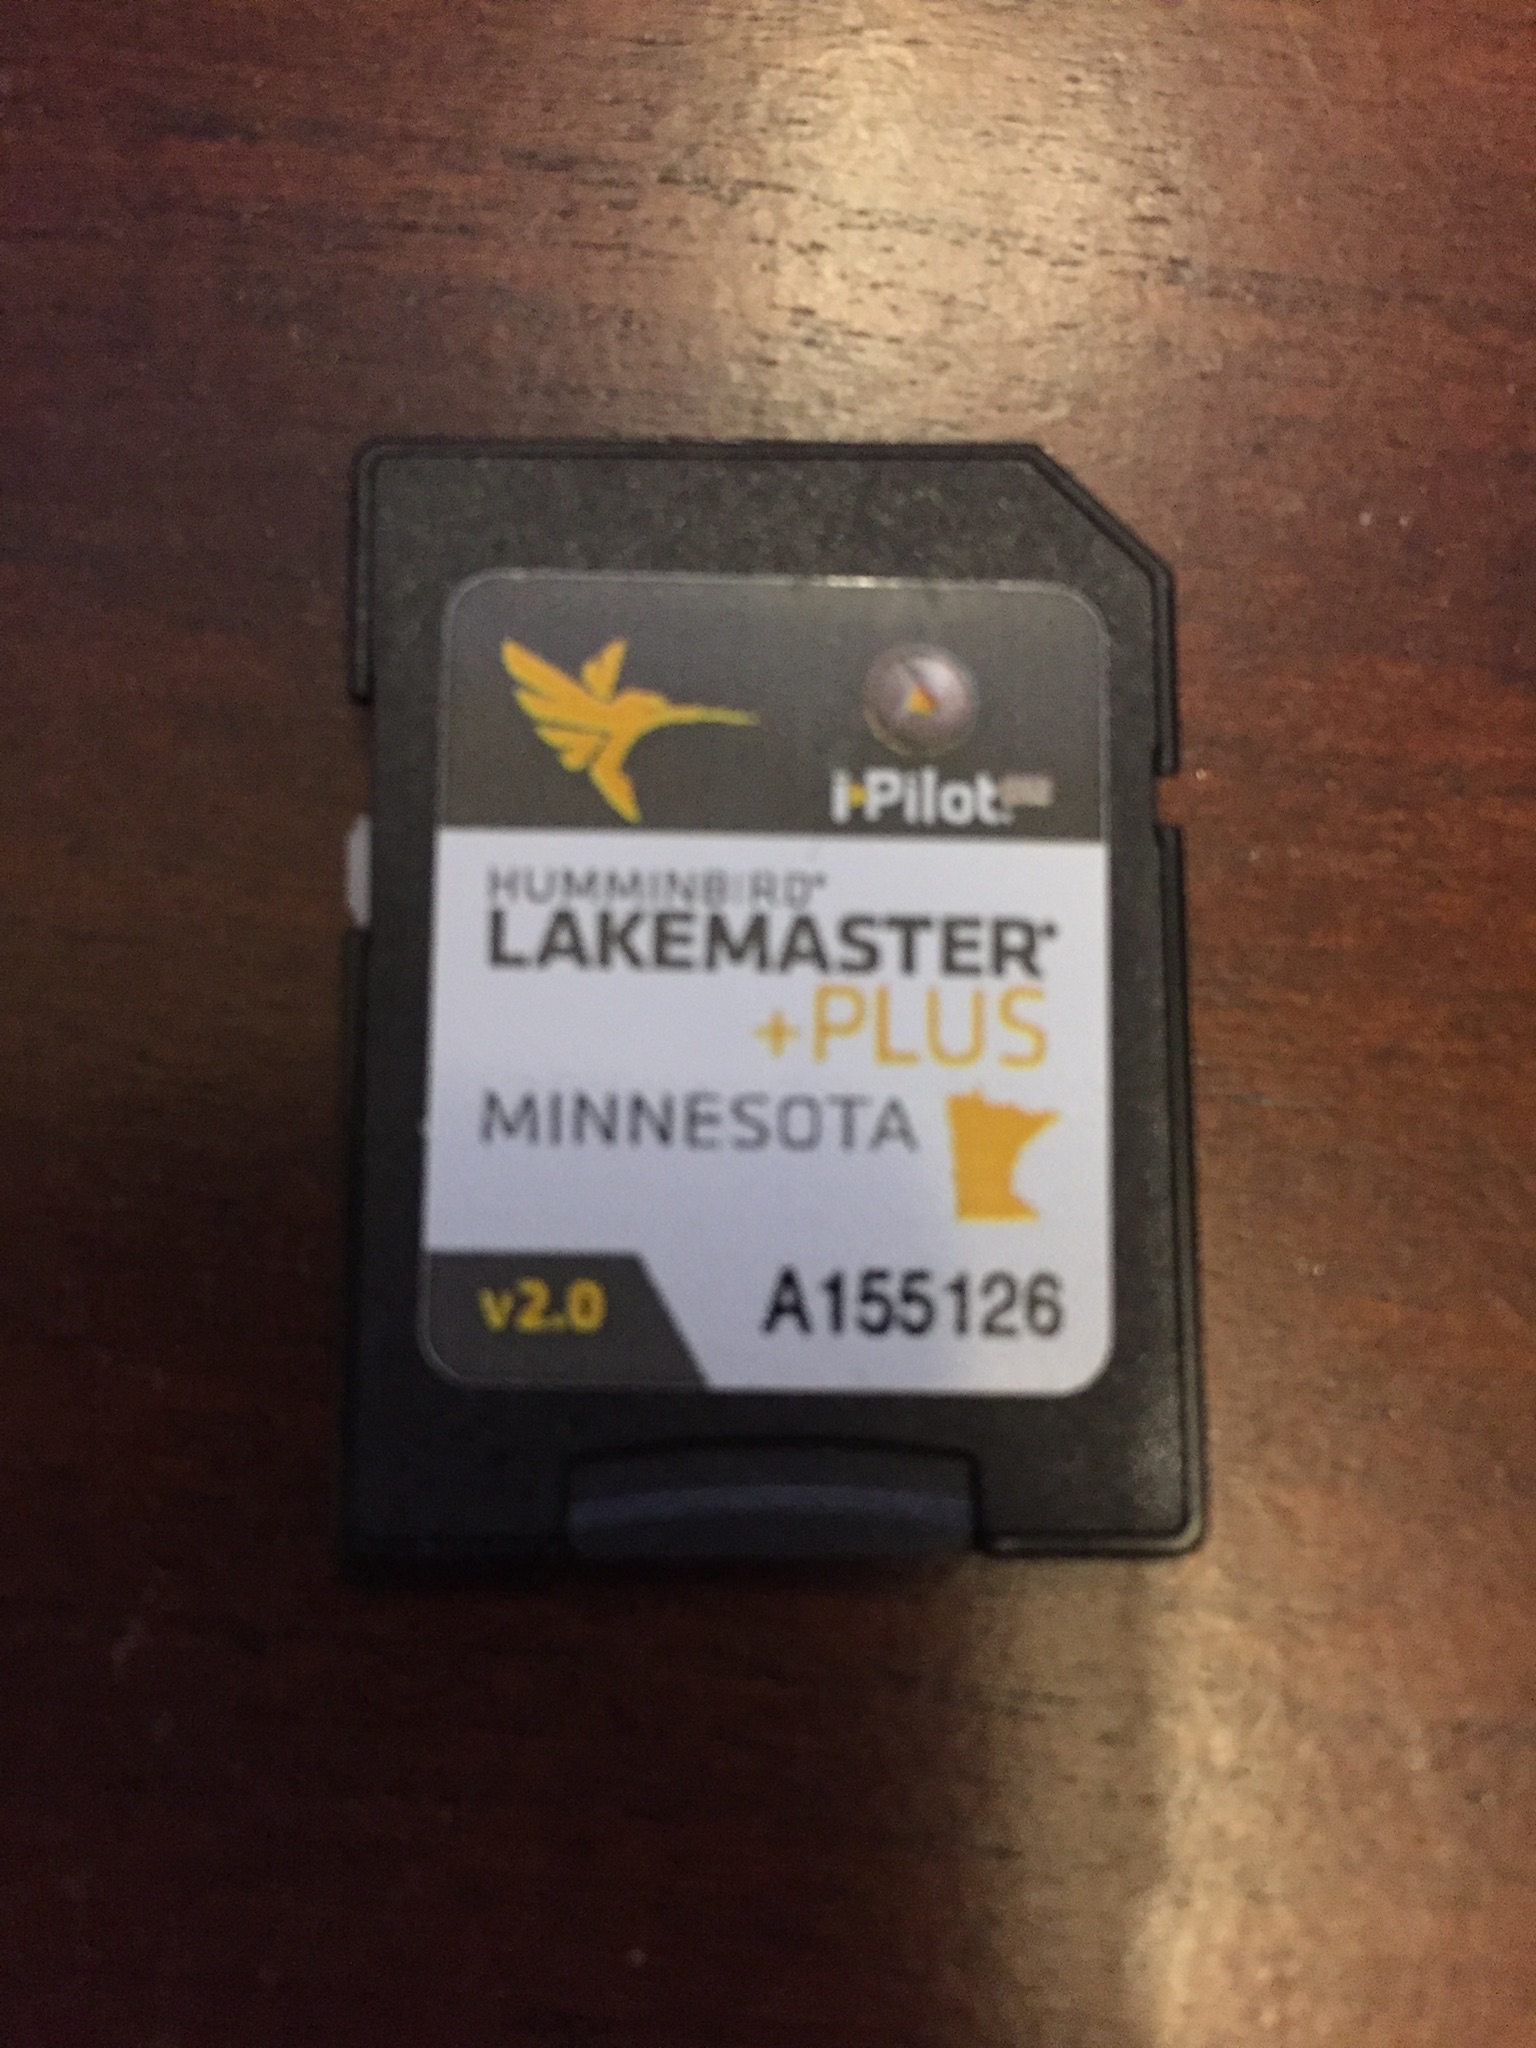 i-Pilot
HUMMINBIRD®
LAKEMASTER®
+PLUS
MINNESOTA
v2.0
A155126